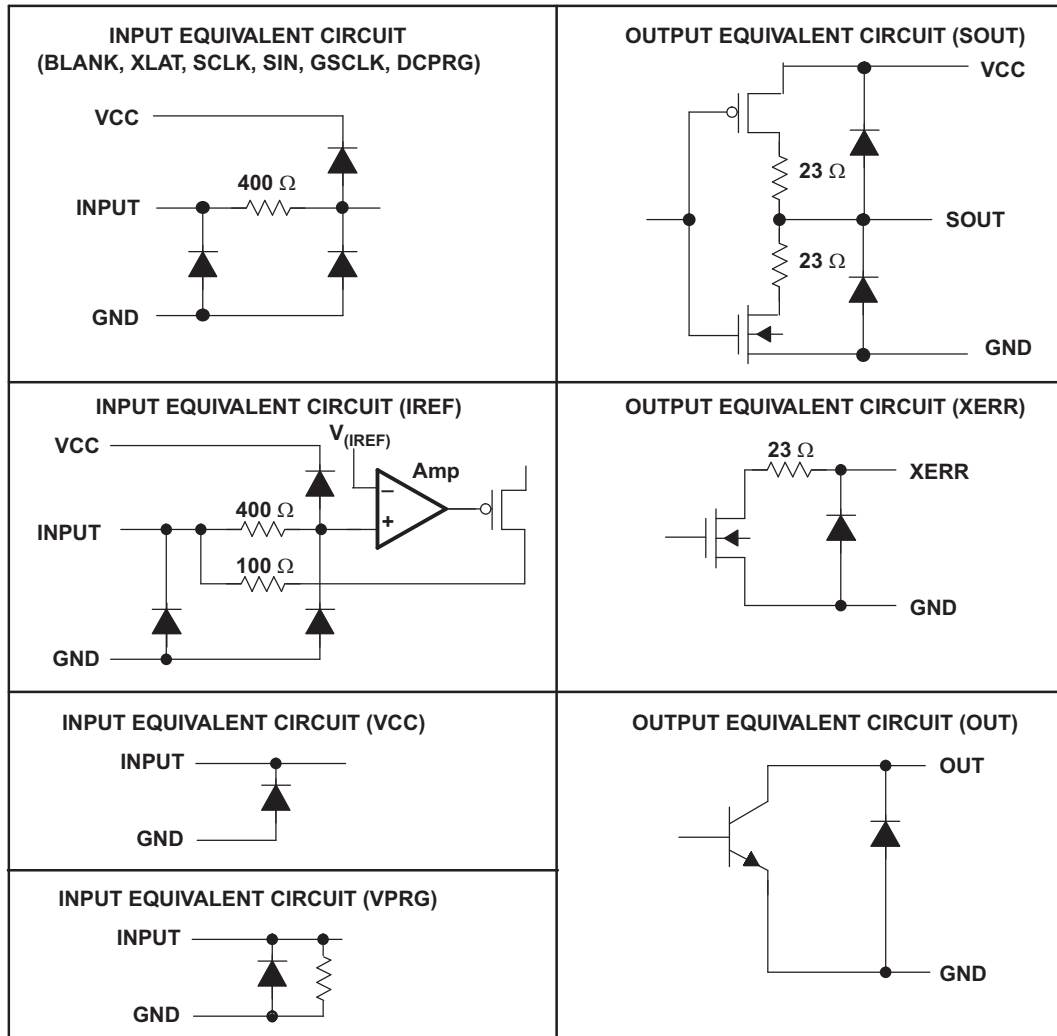 INPUT EQUIVALENT CIRCUIT
(BLANK, XLAT, SCLK, SIN, GSCLK, DCPRG)
VCC
400 Ω
INPUT
GND
OUTPUT EQUIVALENT CIRCUIT (SOUT)
VCC
23 Ω
SOUT
23 Ω
GND
INPUT EQUIVALENT CIRCUIT (IREF)
V(IREF)
VCC
Amp
−
+
INPUT
400 Ω
100 Ω
GND
OUTPUT EQUIVALENT CIRCUIT (XERR)
23 Ω
XERR
GND
INPUT EQUIVALENT CIRCUIT (VCC)
INPUT
GND
OUTPUT EQUIVALENT CIRCUIT (OUT)
OUT
GND
INPUT EQUIVALENT CIRCUIT (VPRG)
INPUT
GND